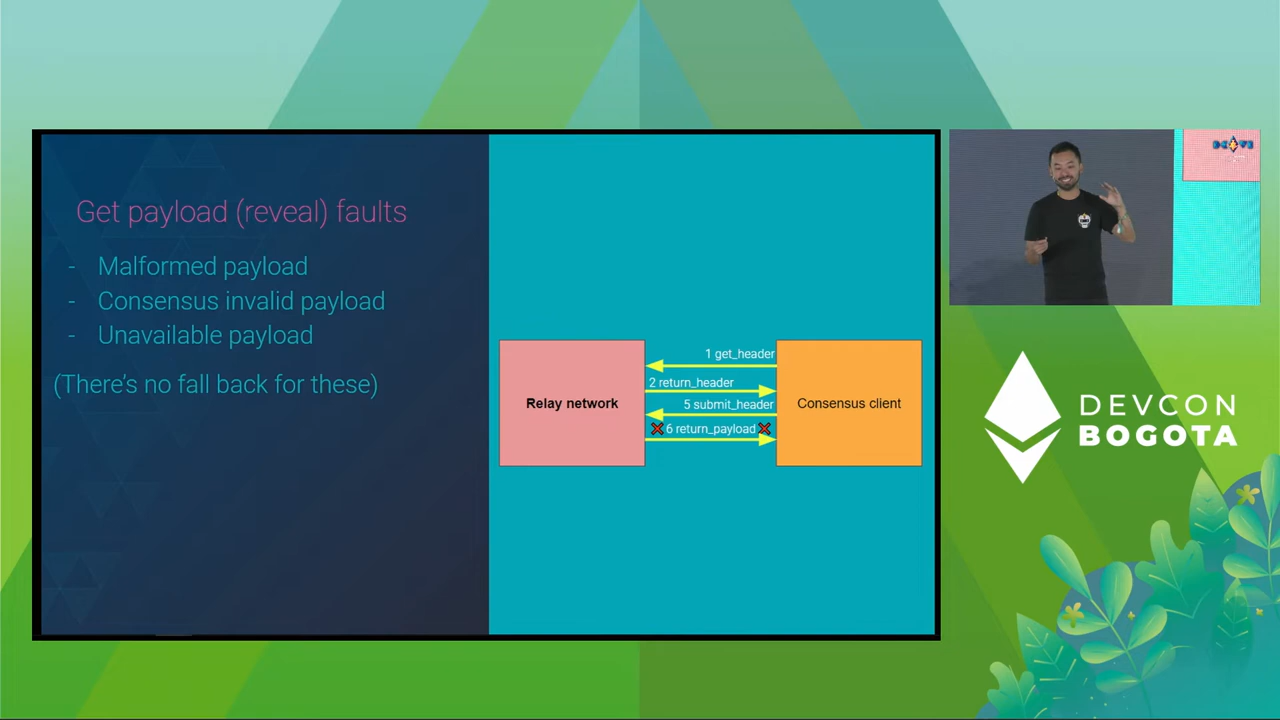 Get payload (reveal) faults
- Malformed payload
- Consensus invalid payload
- Unavailable payload
(There's no fall back for these)
Relay network
1 get_header
2 return_header
5 submit_header
6 return_payload
Consensus client
DEVCON
BOGOTA